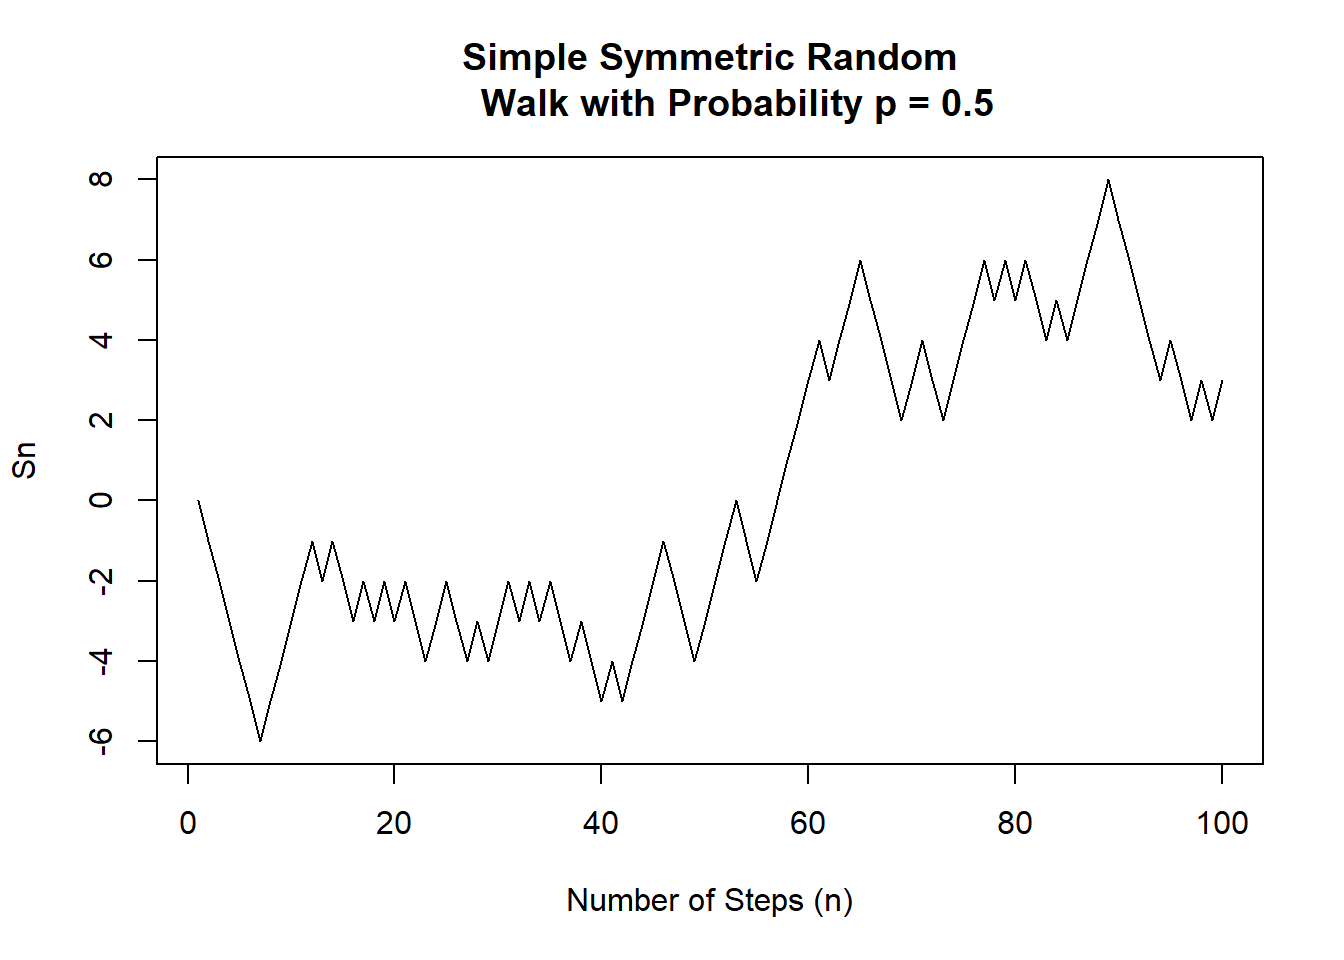 Simple Symmetric Random
Walk with Probability p = 0.5
8
6
4
2
0
-2
-4
-6
Sn
0 20 40 60 80 100
Number of Steps (n)